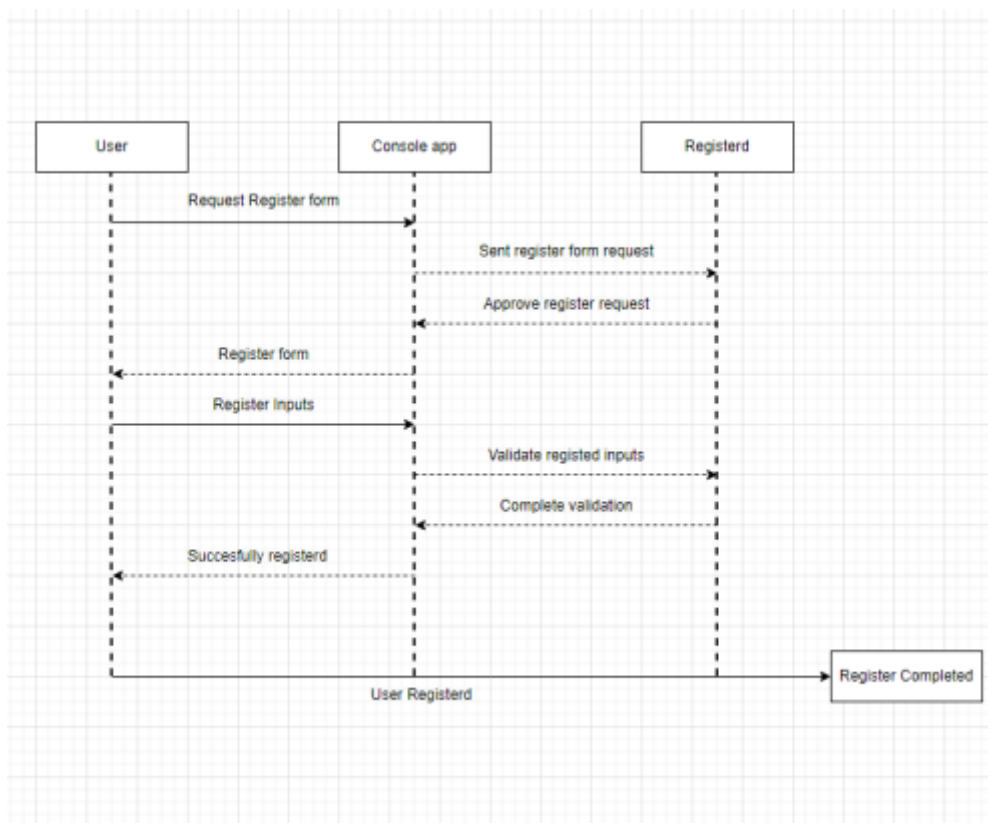 User
Console app
Registerd
Request Register form
Sent register form request
Approve register request
Register form
Register Inputs
Validate registed inputs
Complete validation
Succesfully registerd
Register Completed
User Registerd